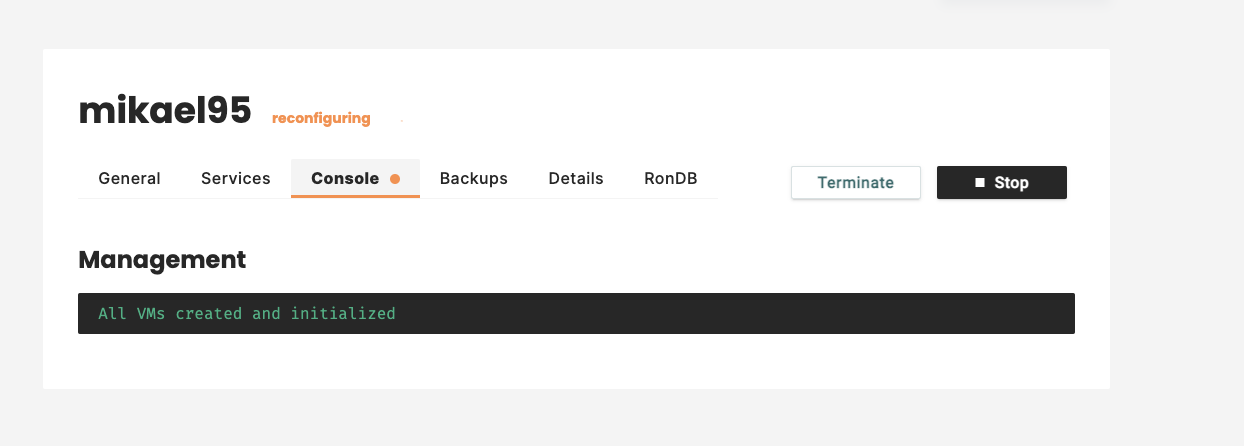 mikael95 reconfiguring
General Services Console Backups Details RonDB Terminate Stop
Management
All VMs created and initialized